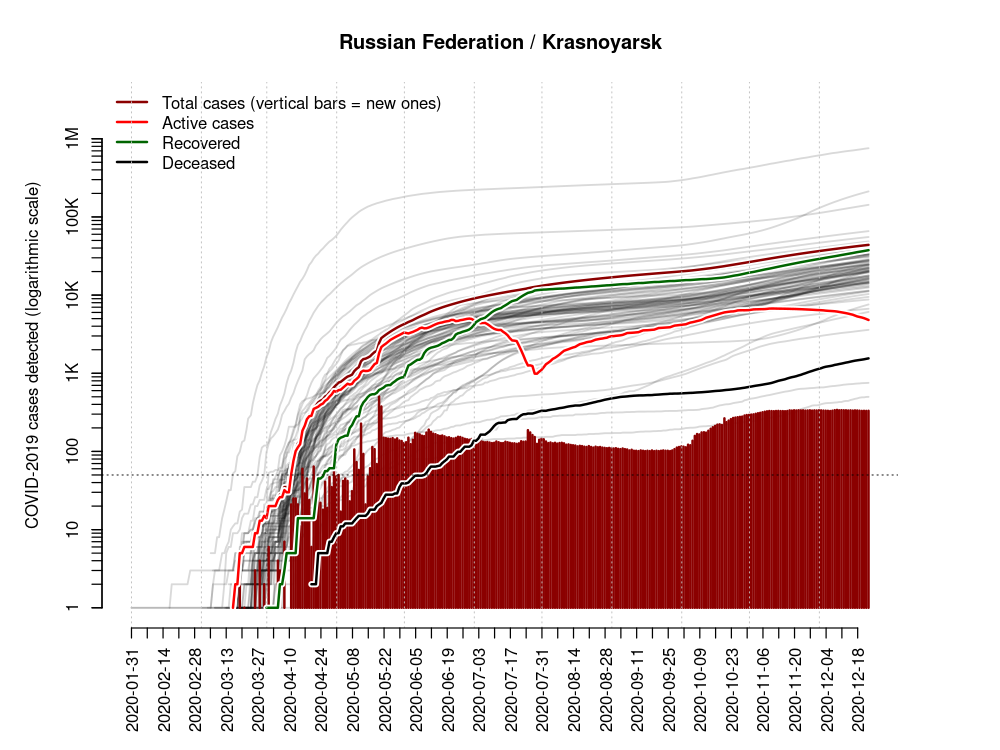 Russian Federation / Krasnoyarsk
Total cases (vertical bars = new ones)
Active cases
Recovered
Deceased
COVID-2019 cases detected (logarithmic scale)
1M
100K
10K
1K
100
10
1
2020-01-31
2020-02-14
2020-02-28
2020-03-13
2020-03-27
2020-04-10
2020-04-24
2020-05-08
2020-05-22
2020-06-05
2020-06-19
2020-07-03
2020-07-17
2020-07-31
2020-08-14
2020-08-28
2020-09-11
2020-09-25
2020-10-09
2020-10-23
2020-11-06
2020-11-20
2020-12-04
2020-12-18